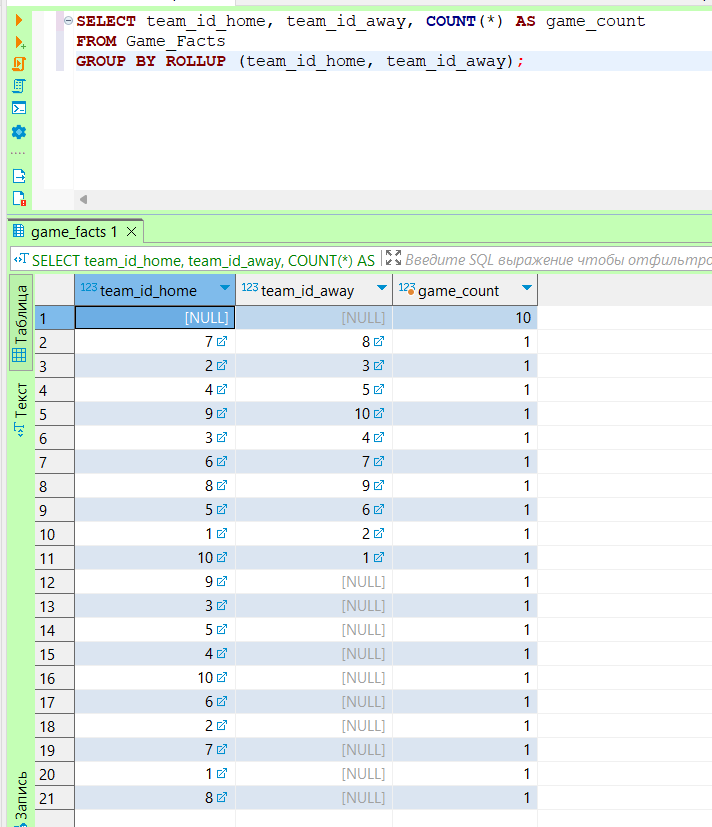 SELECT team_id_home, team_id_away, COUNT(*) AS game_count
FROM Game_Facts
GROUP BY ROLLUP (team_id_home, team_id_away);
game_facts 1
SELECT team_id_home, team_id_away, COUNT(*) AS Введите SQL выражение чтобы отфильтро
Таблица
Текст
Запись
123 team_id_home 123 team_id_away 123 game_count
1 [NULL] [NULL] 10
2 7 8 1
3 2 3 1
4 4 5 1
5 9 10 1
6 3 4 1
7 6 7 1
8 8 9 1
9 5 6 1
10 1 2 1
11 10 1 1
12 9 [NULL] 1
13 3 [NULL] 1
14 5 [NULL] 1
15 4 [NULL] 1
16 10 [NULL] 1
17 6 [NULL] 1
18 2 [NULL] 1
19 7 [NULL] 1
20 1 [NULL] 1
21 8 [NULL] 1